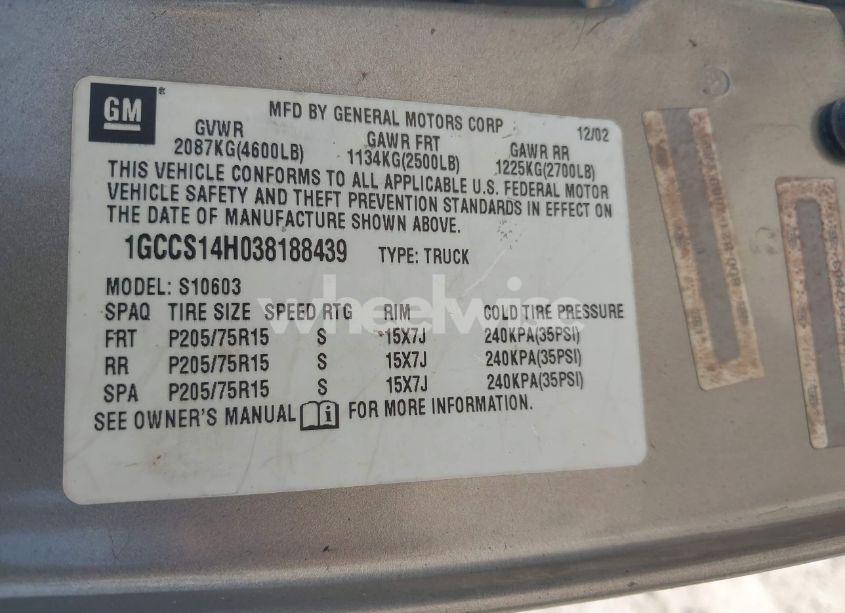 GM
MFD BY GENERAL MOTORS CORP 12/02
GVWR GAWR FRT GAWR RR
2087KG(4600LB) 1134KG(2500LB) 1225KG(2700LB)
THIS VEHICLE CONFORMS TO ALL APPLICABLE U.S. FEDERAL MOTOR
VEHICLE SAFETY AND THEFT PREVENTION STANDARDS IN EFFECT ON
THE DATE OF MANUFACTURE SHOWN ABOVE.
1GCCS14H038188439 TYPE: TRUCK
MODEL: S10603
SPAQ TIRE SIZE SPEED RTG RIM COLD TIRE PRESSURE
FRT P205/75R15 S 15X7J 240KPA(35PSI)
RR P205/75R15 S 15X7J 240KPA(35PSI)
SPA P205/75R15 S 15X7J 240KPA(35PSI)
SEE OWNER'S MANUAL i FOR MORE INFORMATION.
wheelwise